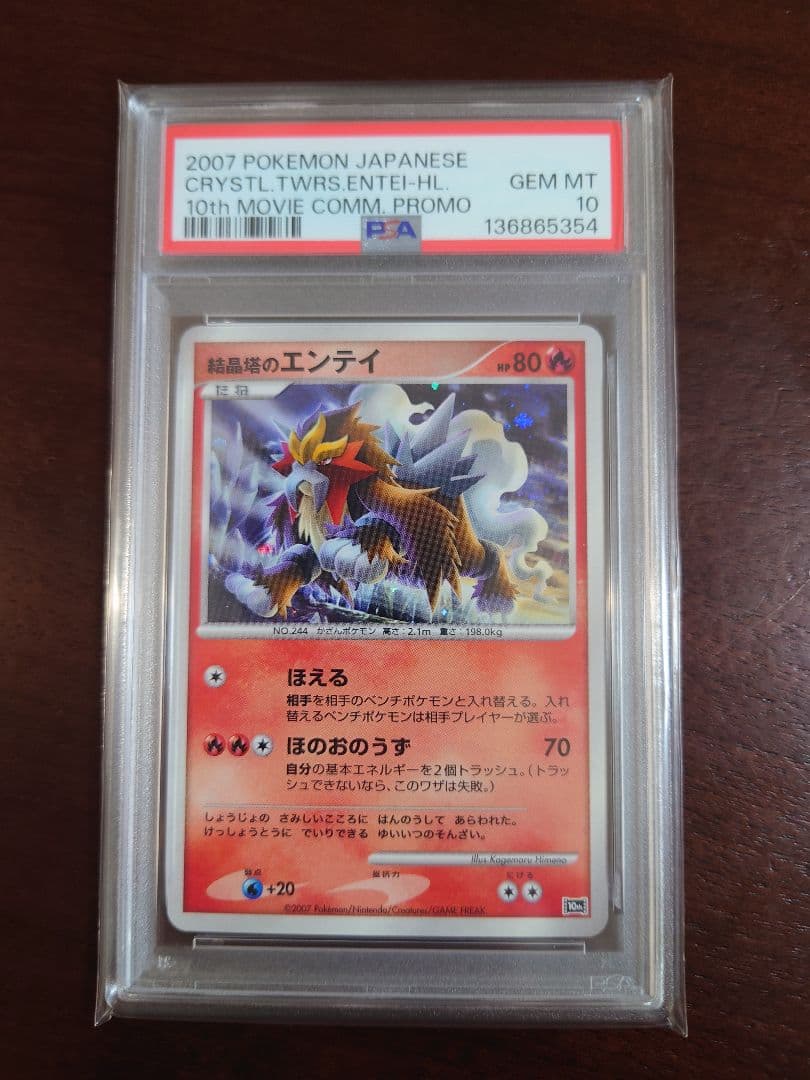 2007 POKEMON JAPANESE
CRYSTL.TWRS.ENTEI-HL. GEM MT
10th MOVIE COMM. PROMO 10
PSA 136865354
結晶塔のエンテイ HP80
たね
NO.244 かざんポケモン 高さ:2.1m 重さ:198.0kg
ほえる
相手を相手のベンチポケモンと入れ替える。入れ
替えるベンチポケモンは相手プレイヤーが選ぶ。
ほのおのうず 70
自分の基本エネルギーを2個トラッシュ。(トラッ
シュできないなら、このワザは失敗。)
しょうじょの さみしいこころに はんのうして あらわれた。
けっしょうとうに でいりできる ゆいいつのそんざい。
Illus. Kagemaru Himeno
弱点 抵抗力 にげる
+20
10th
©2007 Pokémon/Nintendo/Creatures/GAME FREAK
PSA